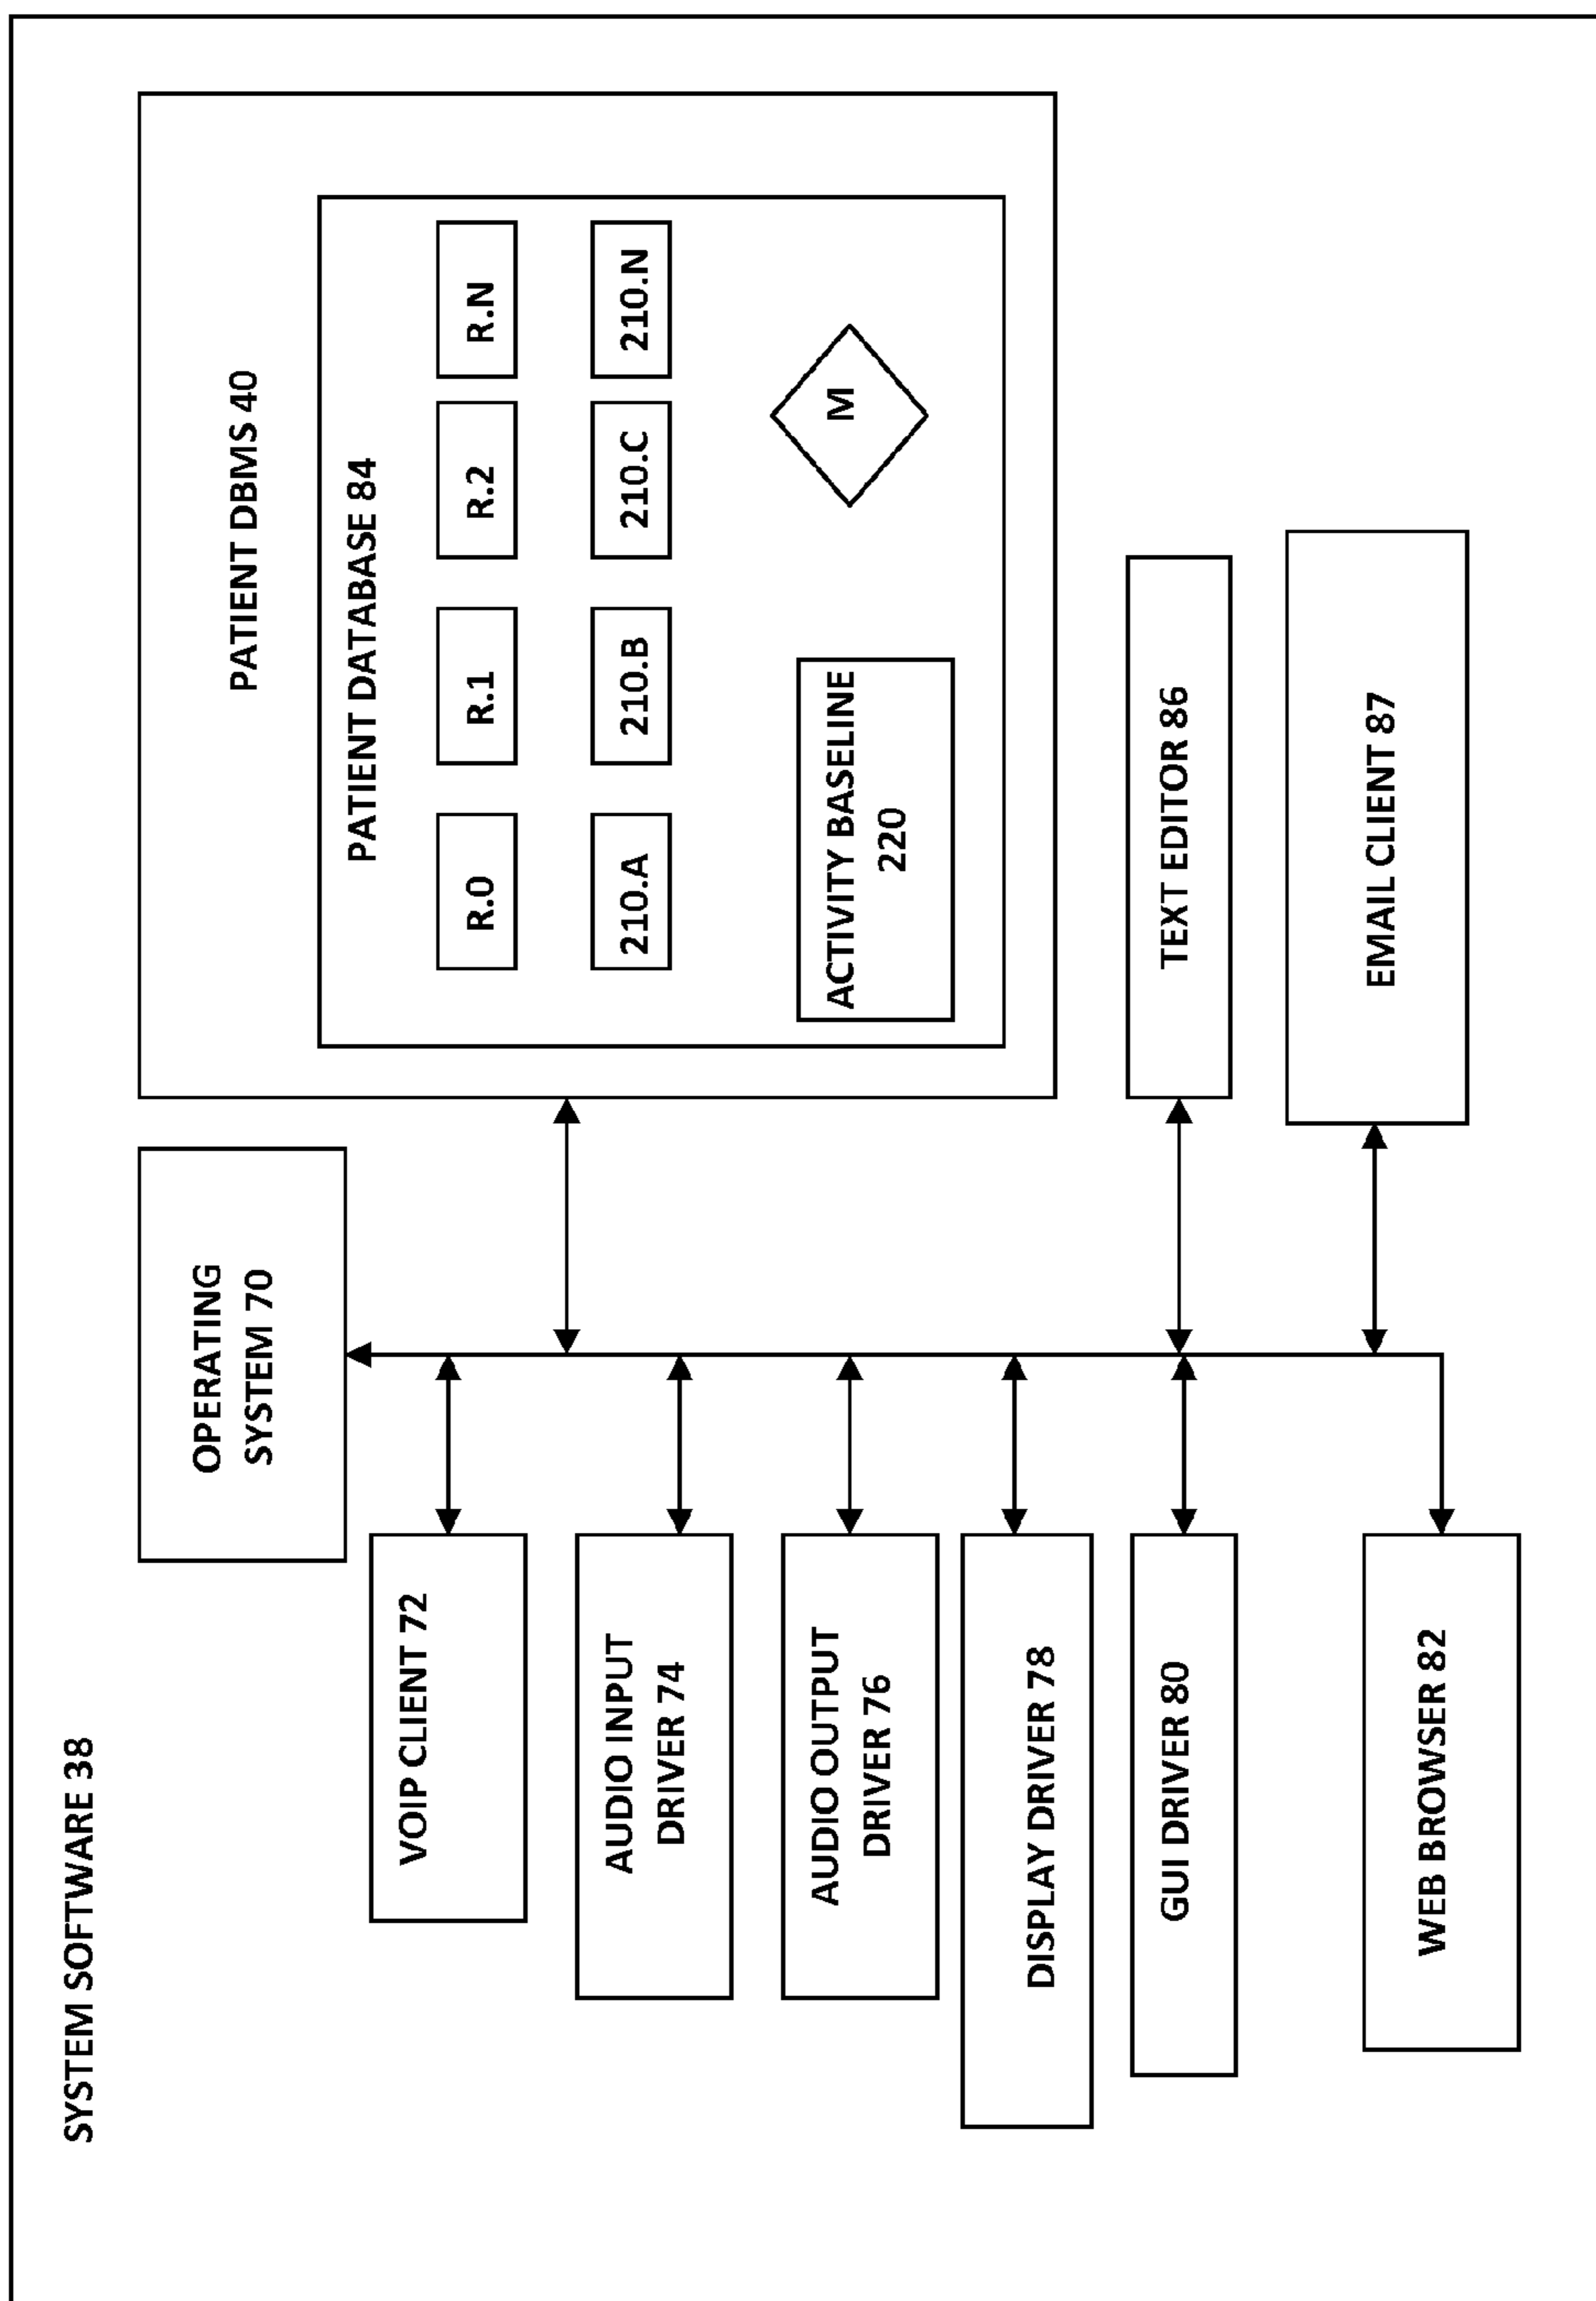 SYSTEM SOFTWARE 38
OPERATING
SYSTEM 70
VOIP CLIENT 72
AUDIO INPUT
DRIVER 74
AUDIO OUTPUT
DRIVER 76
DISPLAY DRIVER 78
GUI DRIVER 80
WEB BROWSER 82
PATIENT DBMS 40
PATIENT DATABASE 84
R.0
R.1
R.2
R.N
210.A
210.B
210.C
210.N
ACTIVITY BASELINE
220
M
TEXT EDITOR 86
EMAIL CLIENT 87